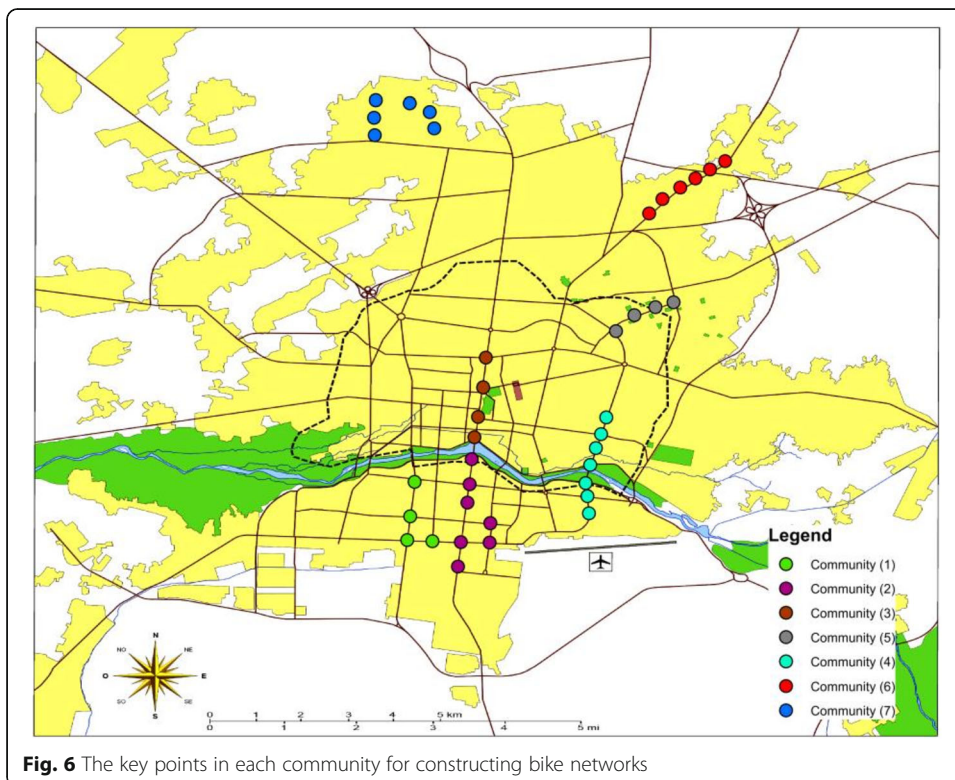 Legend
Community (1)
Community (2)
Community (3)
Community (5)
Community (4)
Community (6)
Community (7)
N
NO NE
O E
SO SE
S
0 1 2 3 4 5 km
0 1 2 3 4 5 mi
Fig. 6 The key points in each community for constructing bike networks